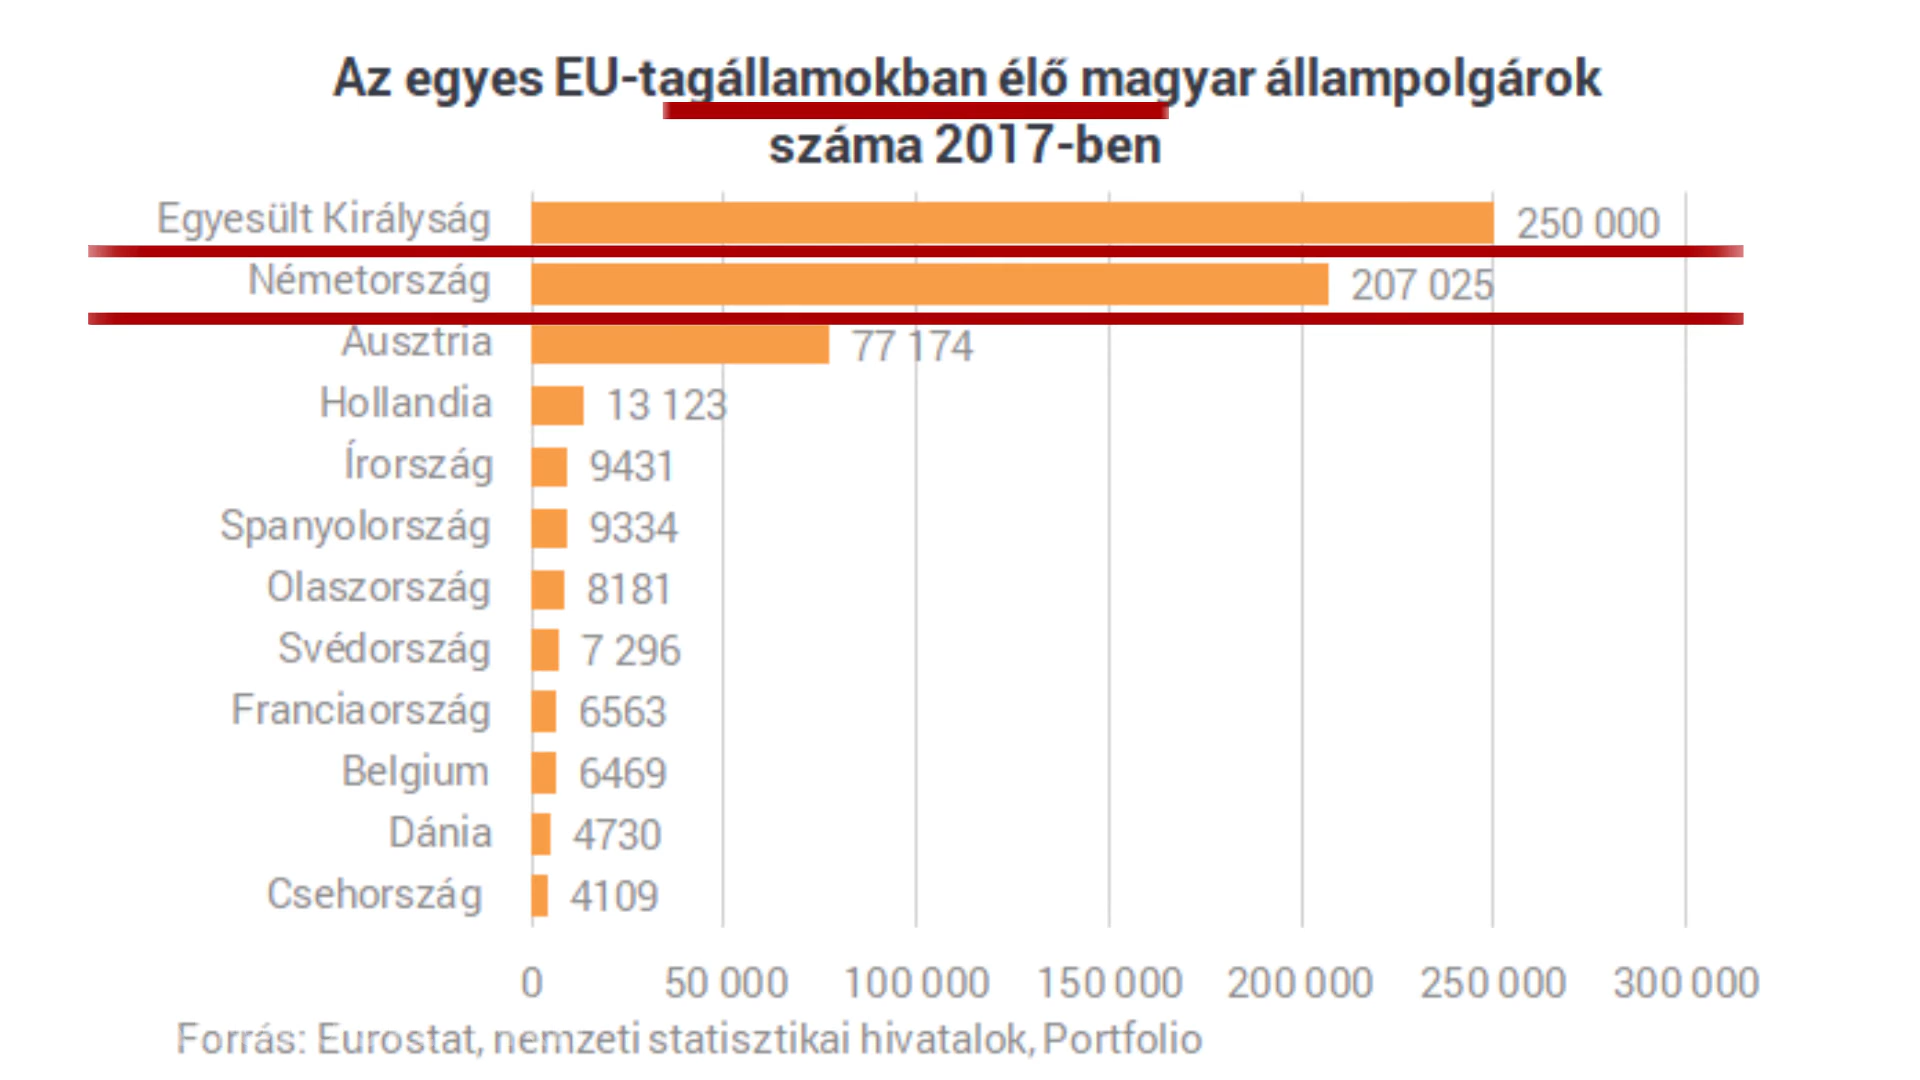 Az egyes EU-tagállamokban élő magyar állampolgárok
száma 2017-ben
Egyesült Királyság 250 000
Németország 207 025
Ausztria 77 174
Hollandia 13 123
Írország 9431
Spanyolország 9334
Olaszország 8181
Svédország 7 296
Franciaország 6563
Belgium 6469
Dánia 4730
Csehország 4109
0 50 000 100 000 150 000 200 000 250 000 300 000
Forrás: Eurostat, nemzeti statisztikai hivatalok, Portfolio